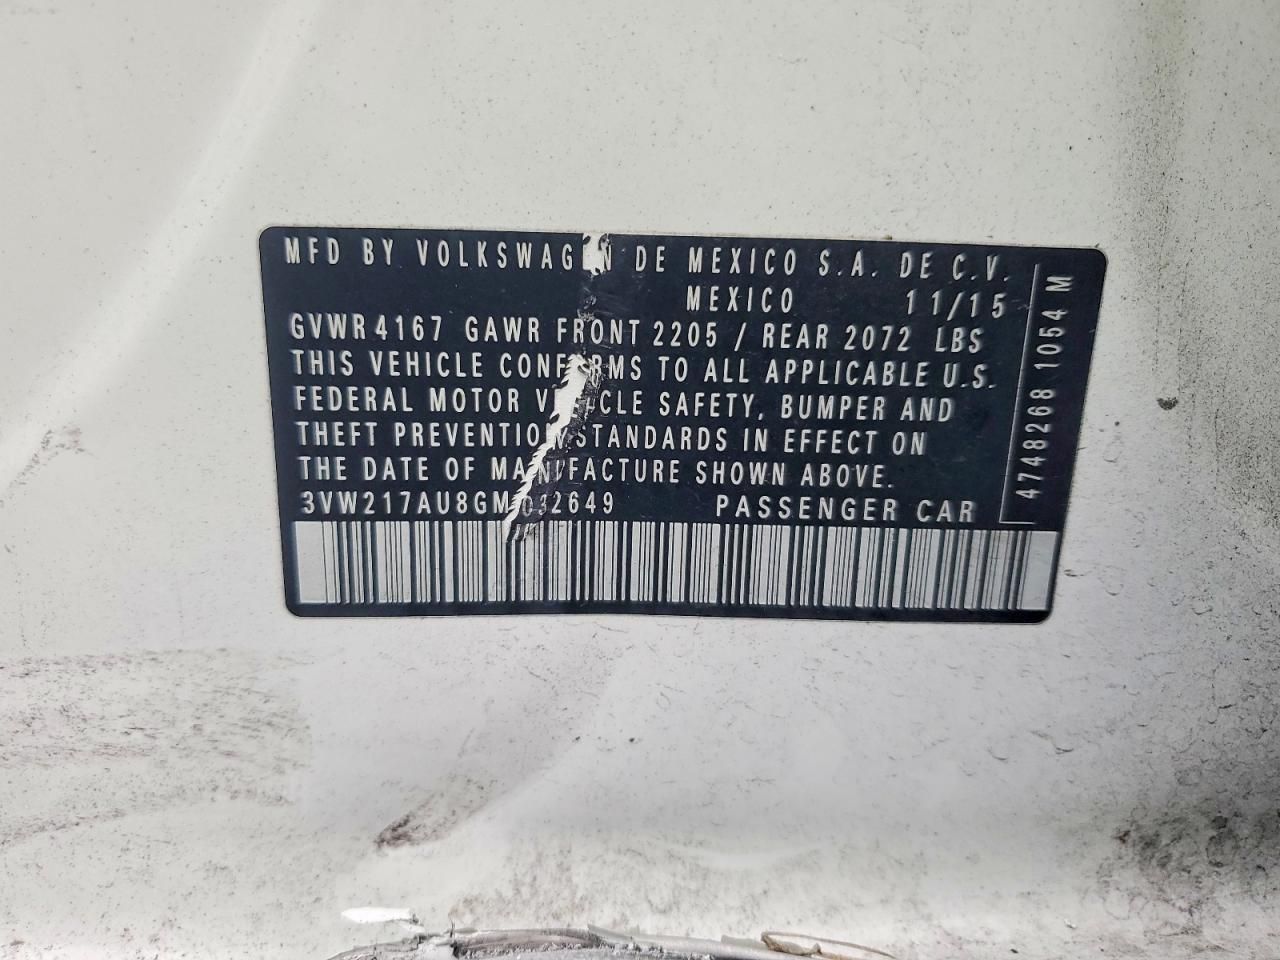 MFD BY VOLKSWAGEN DE MEXICO S.A. DE C.V.
MEXICO 11/15
GVWR 4167 GAWR FRONT 2205 / REAR 2072 LBS
THIS VEHICLE CONFORMS TO ALL APPLICABLE U.S.
FEDERAL MOTOR VEHICLE SAFETY, BUMPER AND
THEFT PREVENTION STANDARDS IN EFFECT ON
THE DATE OF MANUFACTURE SHOWN ABOVE.
3VW217AU8GM032649 PASSENGER CAR
4748268 1054 M